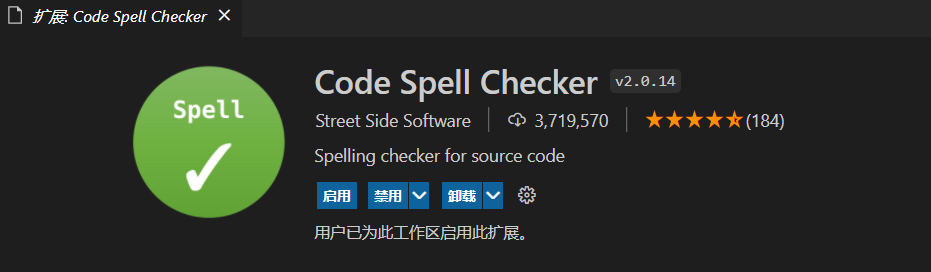 扩展: Code Spell Checker
Spell
Code Spell Checker v2.0.14
Street Side Software 3,719,570 (184)
Spelling checker for source code
启用 禁用 卸载
用户已为此工作区启用此扩展。